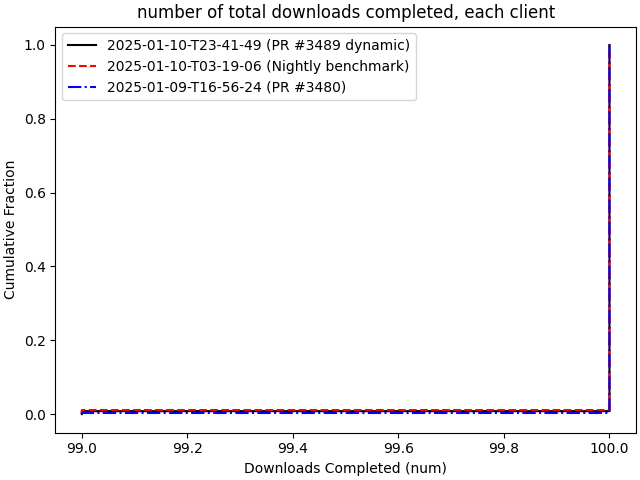 number of total downloads completed, each client
2025-01-10-T23-41-49 (PR #3489 dynamic)
2025-01-10-T03-19-06 (Nightly benchmark)
2025-01-09-T16-56-24 (PR #3480)
Cumulative Fraction
1.0
0.8
0.6
0.4
0.2
0.0
99.0 99.2 99.4 99.6 99.8 100.0
Downloads Completed (num)